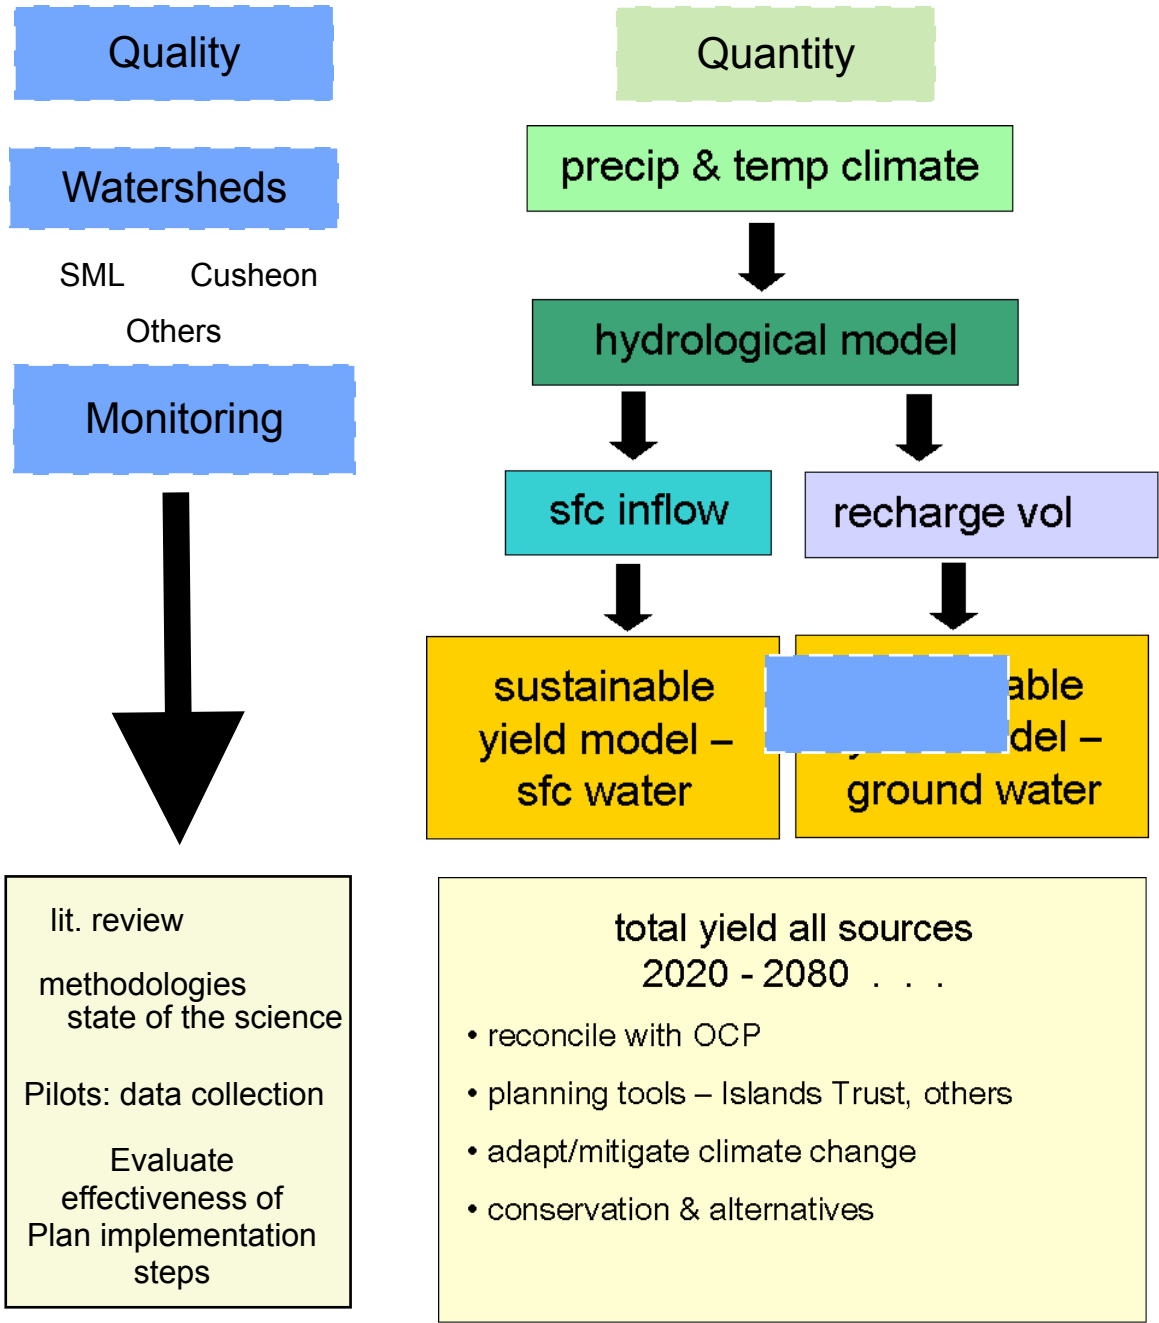 Quality
Watersheds
SML Cusheon
Others
Monitoring
lit. review
methodologies
state of the science
Pilots: data collection
Evaluate
effectiveness of
Plan implementation
steps
Quantity
precip & temp climate
hydrological model
sfc inflow
recharge vol
sustainable
yield model –
sfc water
ground water
total yield all sources
2020 - 2080 . . .
• reconcile with OCP
• planning tools – Islands Trust, others
• adapt/mitigate climate change
• conservation & alternatives